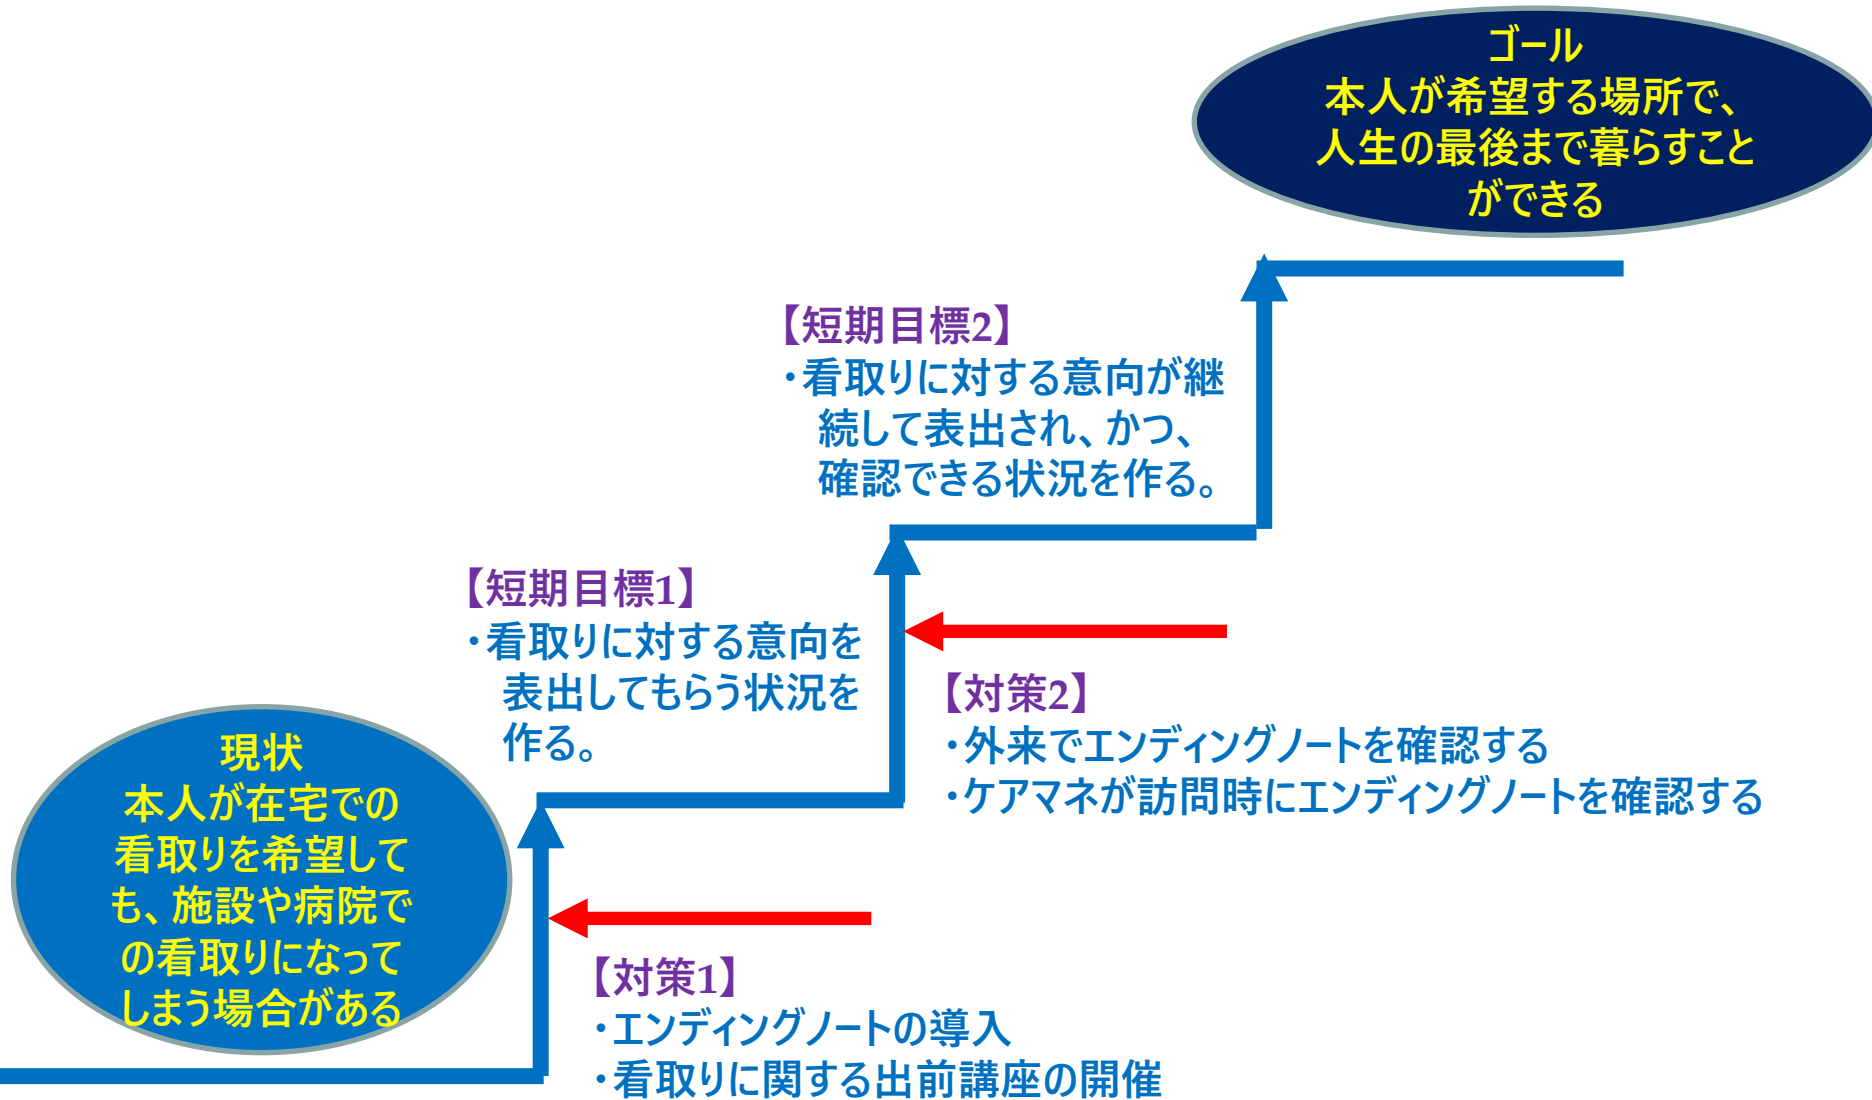 ゴール
本人が希望する場所で、
人生の最後まで暮らすこと
ができる
【短期目標2】
・看取りに対する意向が継
続して表出され、かつ、
確認できる状況を作る。
【短期目標1】
・看取りに対する意向を
表出してもらう状況を
作る。
【対策2】
・外来でエンディングノートを確認する
・ケアマネが訪問時にエンディングノートを確認する
現状
本人が在宅での
看取りを希望して
も、施設や病院で
の看取りになって
しまう場合がある
【対策1】
・エンディングノートの導入
・看取りに関する出前講座の開催